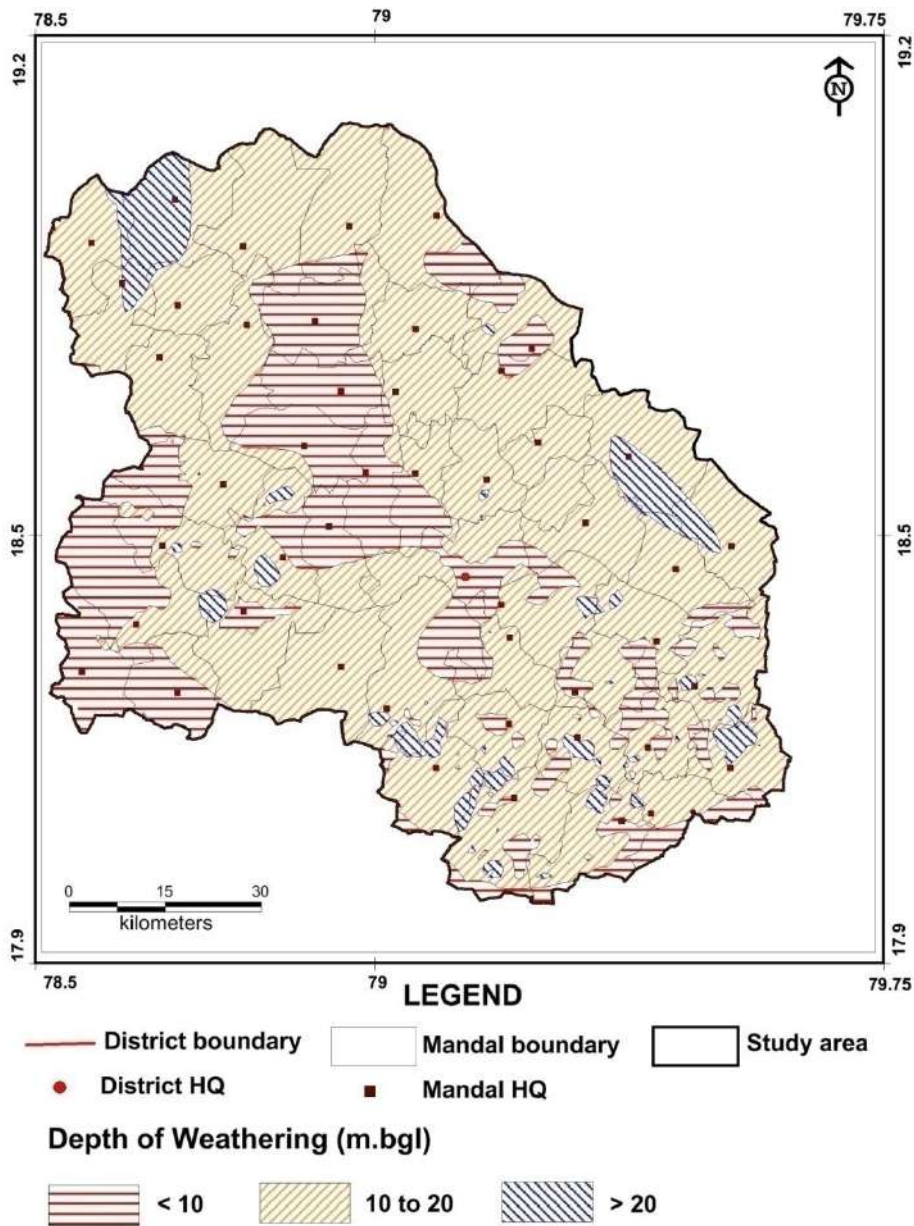 78.5 79 79.75
19.2 19.2
N
18.5 18.5
0 15 30
kilometers
17.9 17.9
78.5 79 79.75
LEGEND
District boundary Mandal boundary Study area
District HQ Mandal HQ
Depth of Weathering (m.bgl)
< 10 10 to 20 > 20